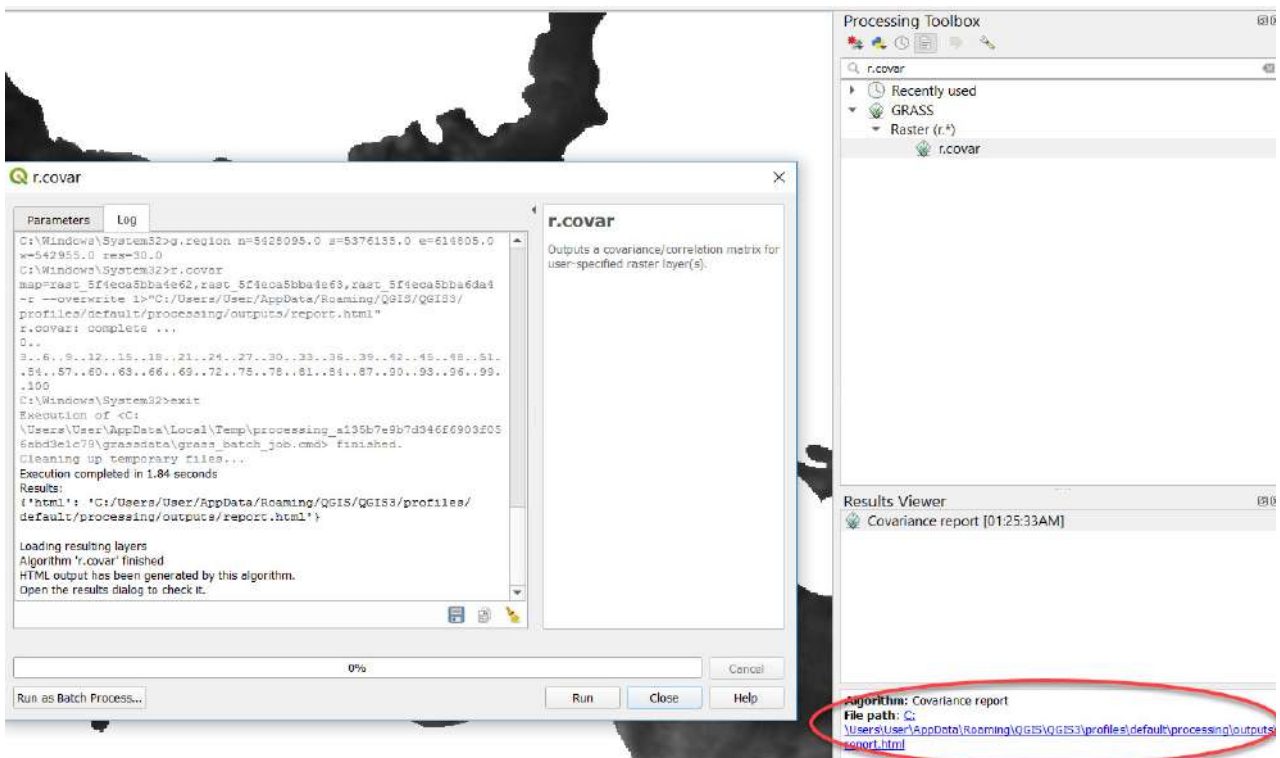 Processing Toolbox
r.covar
Recently used
GRASS
Raster (r.*)
r.covar
r.covar
Parameters
Log
C:\Windows\System32>g.region n=5428095.0 s=5376135.0 e=614805.0
w=542955.0 res=30.0
C:\Windows\System32>r.covar
map=rast_5f4eca5bba4e62,rast_5f4eca5bba4e63,rast_5f4eca5bba6da4
-r --overwrite 1>"C:/Users/User/AppData/Roaming/QGIS/QGIS3/
profiles/default/processing/outputs/report.html"
r.covar: complete ...
0..
3..6..9..12..15..18..21..24..27..30..33..36..39..42..45..48..51.
.54..57..60..63..66..69..72..75..78..81..84..87..90..93..96..99.
.100
C:\Windows\System32>exit
Execution of <C:
\Users\User\AppData\Local\Temp\processing_a135b7e9b7d346f6903f05
6abd3e1c79\grassdata\grass_batch_job.cmd> finished.
Cleaning up temporary files...
Execution completed in 1.84 seconds
Results:
{'html': 'C:/Users/User/AppData/Roaming/QGIS/QGIS3/profiles/
default/processing/outputs/report.html'}
Loading resulting layers
Algorithm 'r.covar' finished
HTML output has been generated by this algorithm.
Open the results dialog to check it.
r.covar
Outputs a covariance/correlation matrix for
user-specified raster layer(s).
0%
Cancel
Run as Batch Process...
Run
Close
Help
Results Viewer
Covariance report [01:25:33AM]
Algorithm: Covariance report
File path: C:
\Users\User\AppData\Roaming\QGIS\QGIS3\profiles\default\processing\outputs
report.html